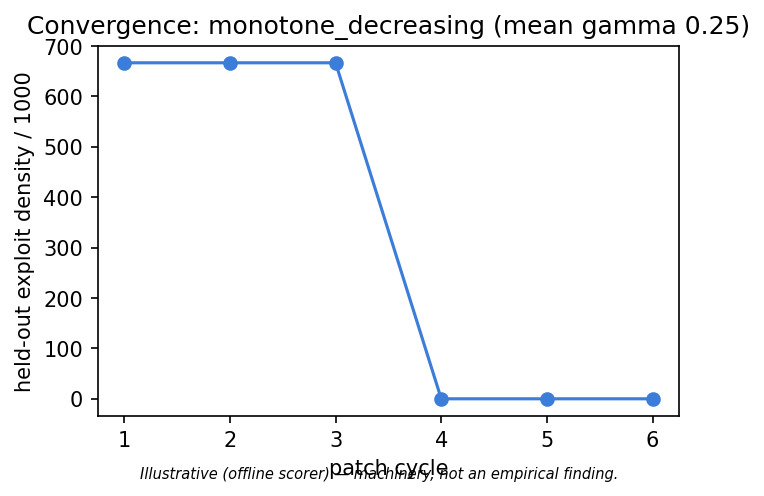 Convergence: monotone_decreasing (mean gamma 0.25)
700
600
500
400
300
200
100
0
held-out exploit density / 1000
1 2 3 4 5 6
patch cycle
Illustrative (offline scorer) — machinery, not an empirical finding.